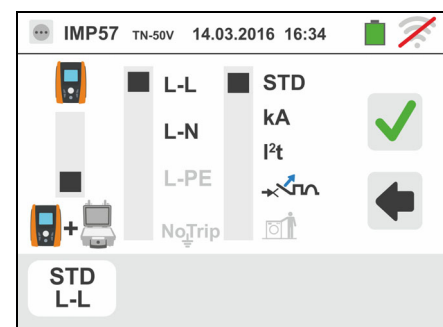 IMP57 TN-50V 14.03.2016 16:34
L-L STD
L-N kA
I²t
L-PE
NoTrip
+
STD
L-L